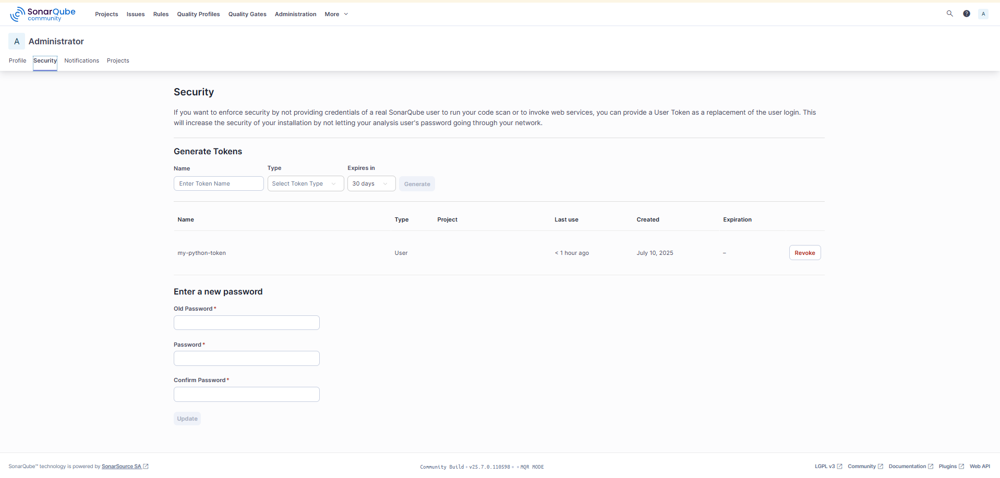 SonarQube
community
Projects Issues Rules Quality Profiles Quality Gates Administration More
? A
A Administrator
Profile Security Notifications Projects
Security
If you want to enforce security by not providing credentials of a real SonarQube user to run your code scan or to invoke web services, you can provide a User Token as a replacement of the user login. This
will increase the security of your installation by not letting your analysis user's password going through your network.
Generate Tokens
Name Type Expires in
Enter Token Name Select Token Type 30 days Generate
Name Type Project Last use Created Expiration
my-python-token User < 1 hour ago July 10, 2025 – Revoke
Enter a new password
Old Password *
Password *
Confirm Password *
Update
SonarQube™ technology is powered by SonarSource SA Community Build • v25.7.0.110598 • • MQR MODE LGPL v3 Community Documentation Plugins Web API